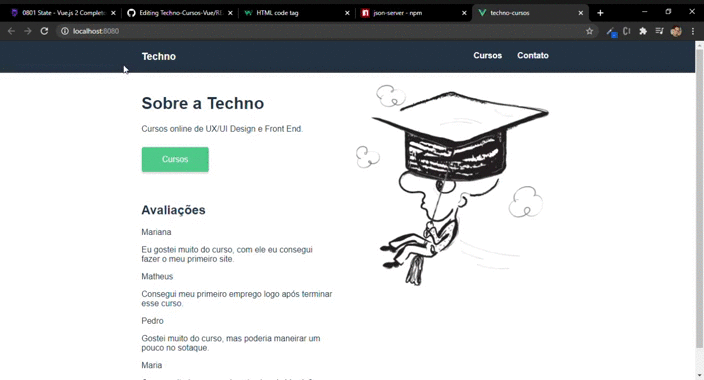 0801 State - Vue.js 2 Complet
Editing Techno-Cursos-Vue/RE
HTML code tag
json-server - npm
techno-cursos
localhost:8080
Techno
Cursos
Contato
Sobre a Techno
Cursos online de UX/UI Design e Front End.
Cursos
Avaliações
Mariana
Eu gostei muito do curso, com ele eu consegui
fazer o meu primeiro site.
Matheus
Consegui meu primeiro emprego logo após terminar
esse curso.
Pedro
Gostei muito do curso, mas poderia maneirar um
pouco no sotaque.
Maria